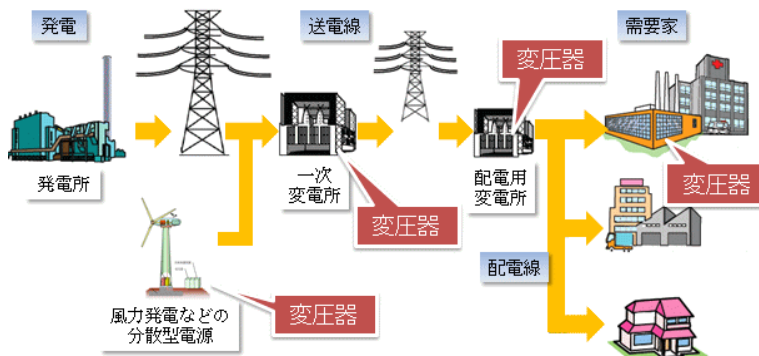 発電
送電線
需要家
変圧器
発電所
一次
変電所
配電用
変電所
変圧器
変圧器
配電線
風力発電などの
分散型電源
変圧器